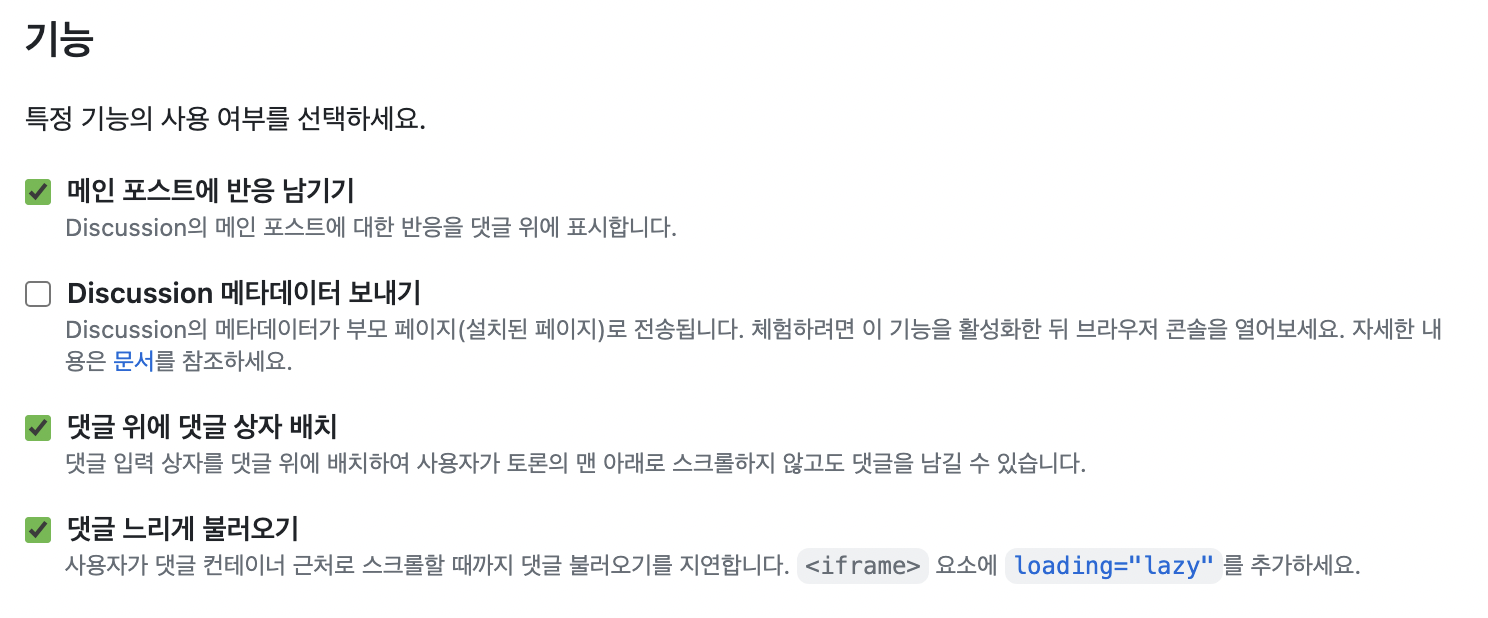 기능
특정 기능의 사용 여부를 선택하세요.
메인 포스트에 반응 남기기
Discussion의 메인 포스트에 대한 반응을 댓글 위에 표시합니다.
Discussion 메타데이터 보내기
Discussion의 메타데이터가 부모 페이지(설치된 페이지)로 전송됩니다. 체험하려면 이 기능을 활성화한 뒤 브라우저 콘솔을 열어보세요. 자세한 내
용은 문서를 참조하세요.
댓글 위에 댓글 상자 배치
댓글 입력 상자를 댓글 위에 배치하여 사용자가 토론의 맨 아래로 스크롤하지 않고도 댓글을 남길 수 있습니다.
댓글 느리게 불러오기
사용자가 댓글 컨테이너 근처로 스크롤할 때까지 댓글 불러오기를 지연합니다. <iframe> 요소에 loading="lazy"를 추가하세요.